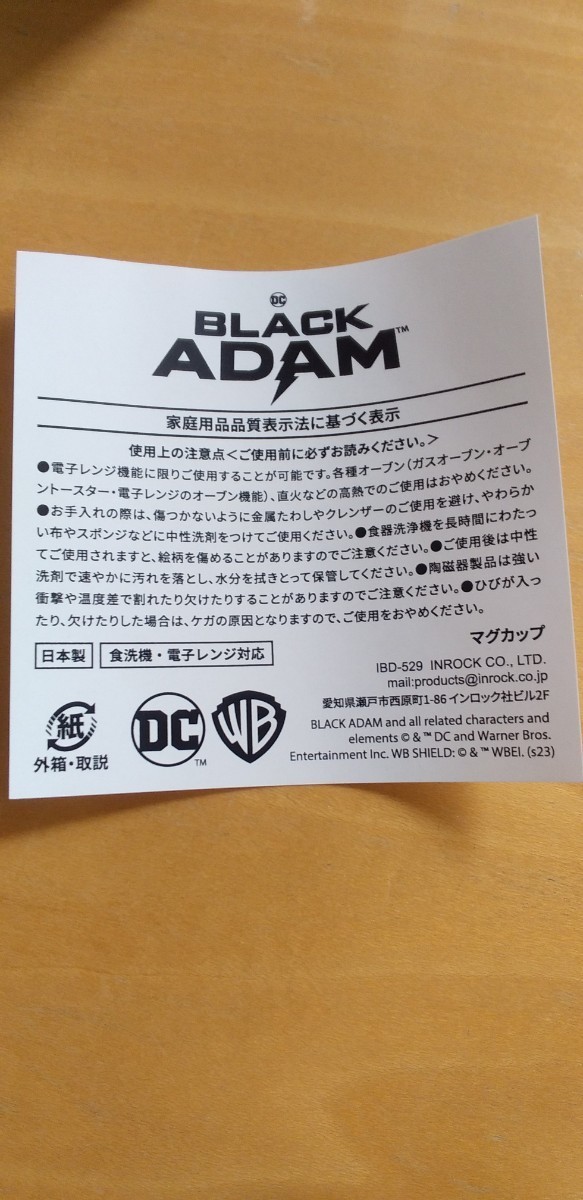 DC
BLACK
ADAM™
家庭用品品質表示法に基づく表示
使用上の注意点<ご使用前に必ずお読みください。>
●電子レンジ機能に限りご使用することが可能です。各種オーブン(ガスオーブン・オーブ
ントースター・電子レンジのオーブン機能)、直火などの高熱でのご使用はおやめください。
●お手入れの際は、傷つかないように金属たわしやクレンザーのご使用を避け、やわらか
い布やスポンジなどに中性洗剤をつけてご使用ください。●食器洗浄機を長時間にわたっ
てご使用されますと、絵柄を傷めることがありますのでご注意ください。●ご使用後は中性
洗剤で速やかに汚れを落とし、水分を拭きとって保管してください。●陶磁器製品は強い
衝撃や温度差で割れたり欠けたりすることがありますのでご注意ください。●ひびが入っ
たり、欠けたりした場合は、ケガの原因となりますので、ご使用をおやめください。
マグカップ
日本製 食洗機・電子レンジ対応
IBD-529 INROCK CO., LTD.
mail:products@inrock.co.jp
愛知県瀬戸市西原町1-86 インロック社ビル2F
紙
外箱・取説
DC™
WB
BLACK ADAM and all related characters and
elements © & ™ DC and Warner Bros.
Entertainment Inc. WB SHIELD: © & ™ WBEI. (s23)